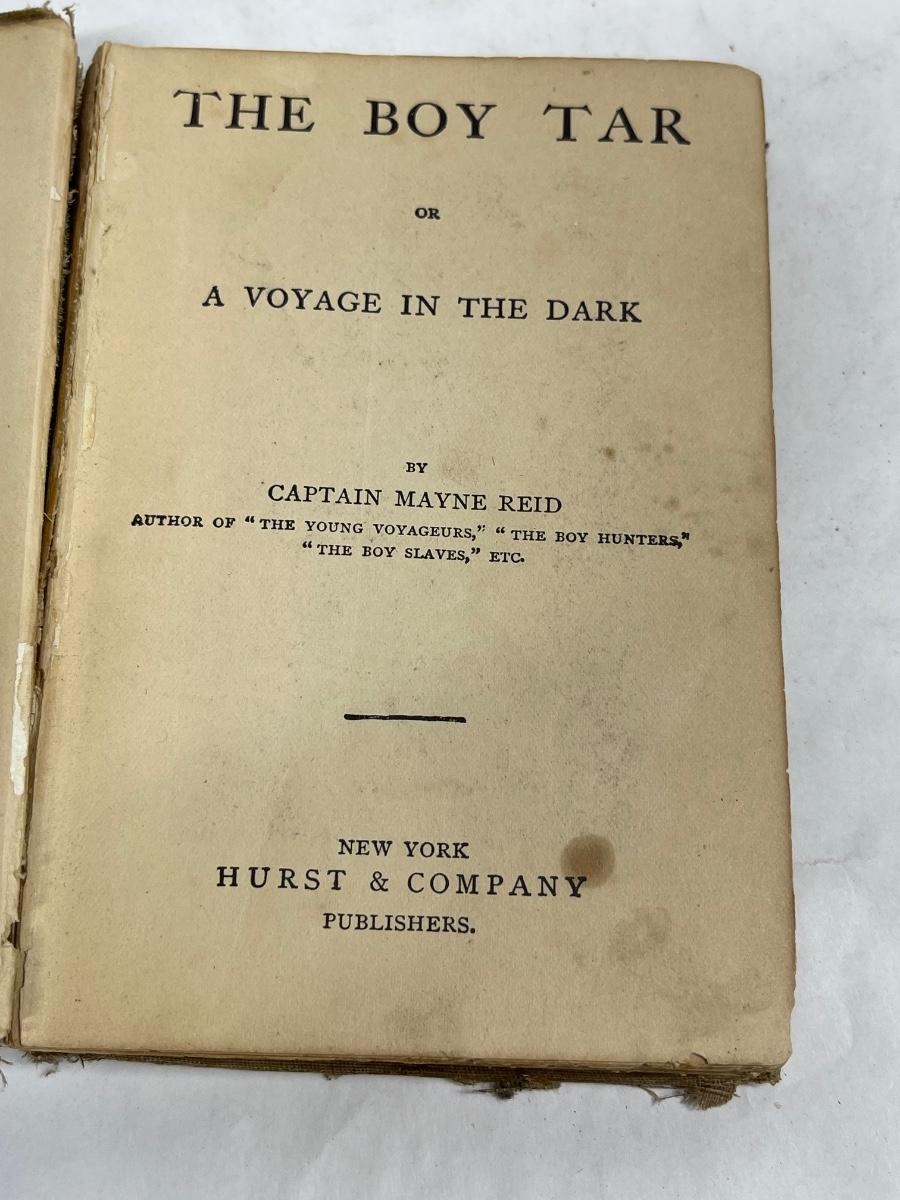 THE BOY TAR
OR
A VOYAGE IN THE DARK
BY
CAPTAIN MAYNE REID
AUTHOR OF "THE YOUNG VOYAGEURS," "THE BOY HUNTERS,"
"THE BOY SLAVES," ETC.
NEW YORK
HURST & COMPANY
PUBLISHERS.